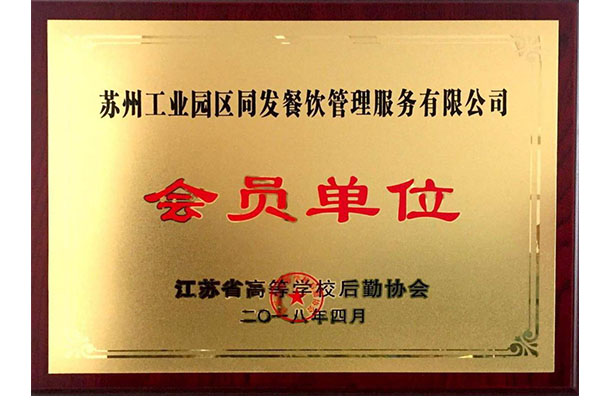 苏州工业园区同发餐饮管理服务有限公司
会员单位
江苏省高等学校后勤协会
二〇一八年四月